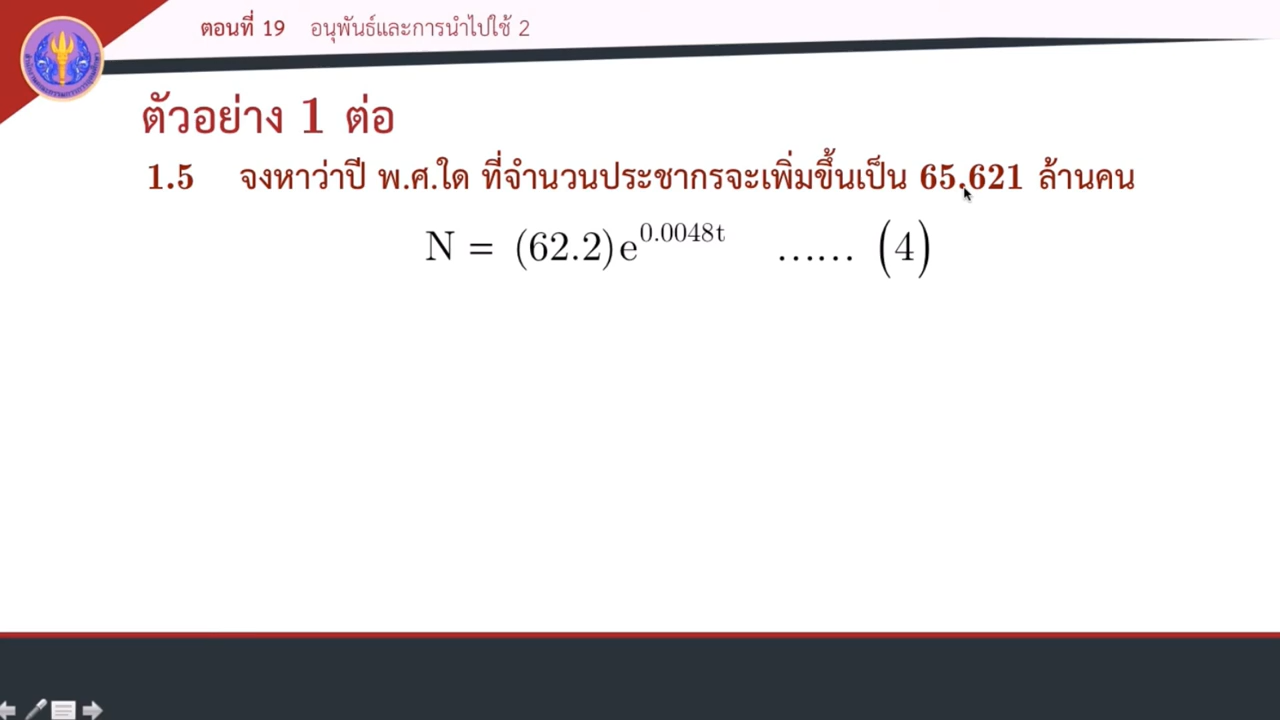 ตอนที่ 19 อนุพันธ์และการนำไปใช้ 2
ตัวอย่าง 1 ต่อ
1.5 จงหาว่าปี พ.ศ.ใด ที่จำนวนประชากรจะเพิ่มขึ้นเป็น 65.621 ล้านคน
N = (62.2)e^0.0048t ...... (4)